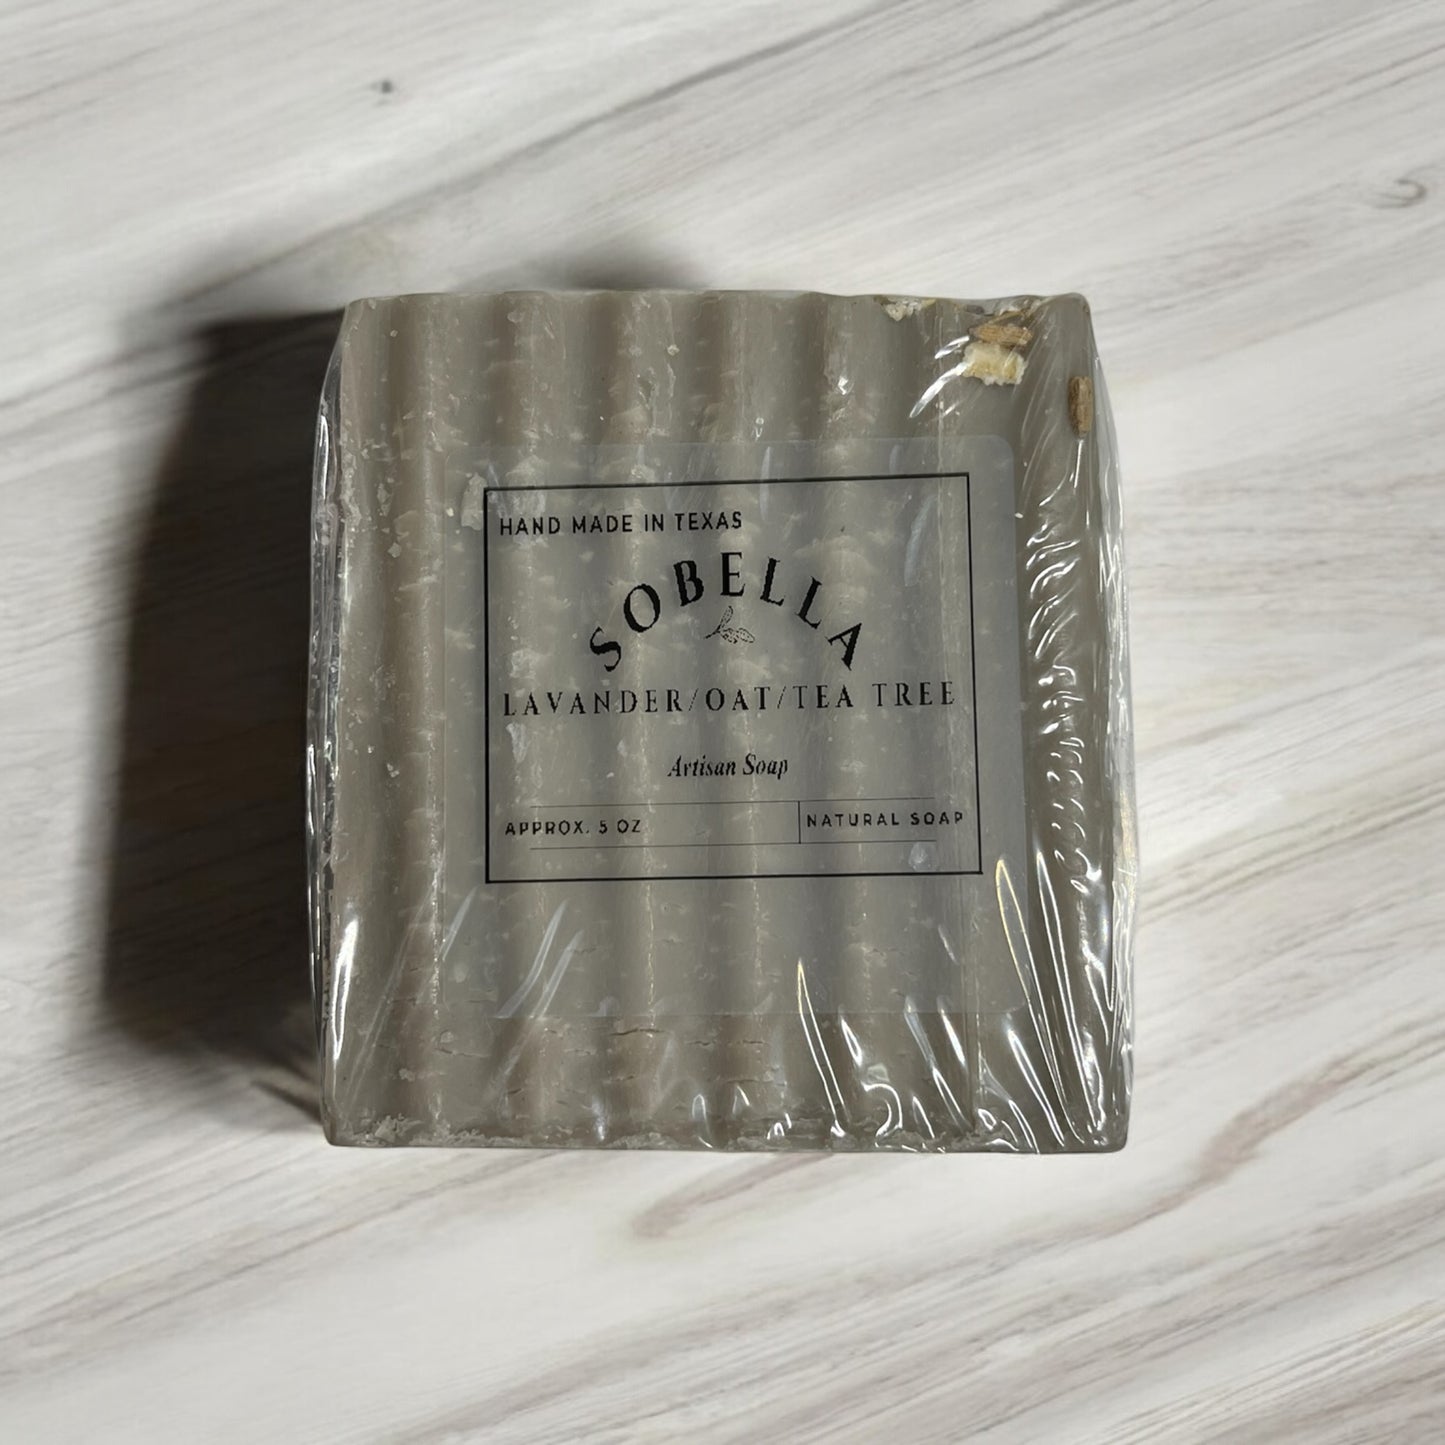 HAND MADE IN TEXAS
SOBELLA
LAVANDER/OAT/TEA TREE
Artisan Soap
APPROX. 5 OZ
NATURAL SOAP